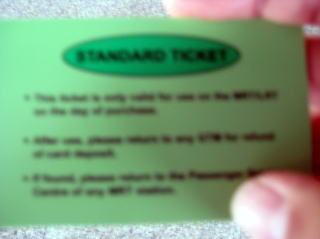 STANDARD TICKET
• This ticket is only valid for use on the MRT/LRT
on the day of purchase.
• After use, please return to any GTM for refund
of card deposit.
• If found, please return to the Passenger
Centre of any MRT station.